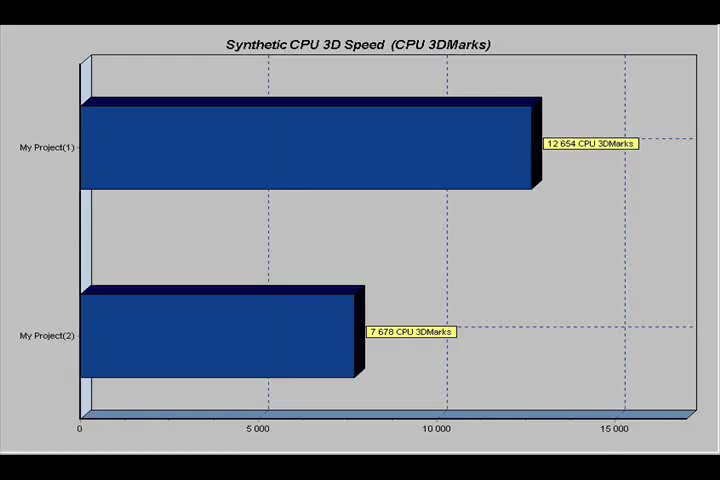 Synthetic CPU 3D Speed (CPU 3DMarks)
My Project(1)
12 654 CPU 3DMarks
My Project(2)
7 678 CPU 3DMarks
0
5 000
10 000
15 000